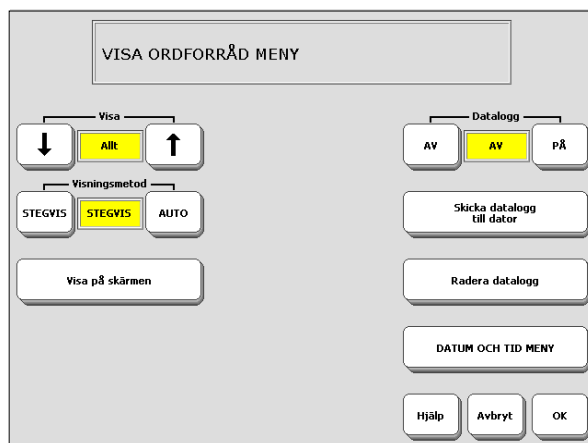 VISA ORDFORRÅD MENY
Visa
Allt
Visningsmetod
STEGVIS STEGVIS AUTO
Visa på skärmen
Datalogg
AV AV PÅ
Skicka datalogg
till dator
Radera datalogg
DATUM OCH TID MENY
Hjälp Avbryt OK